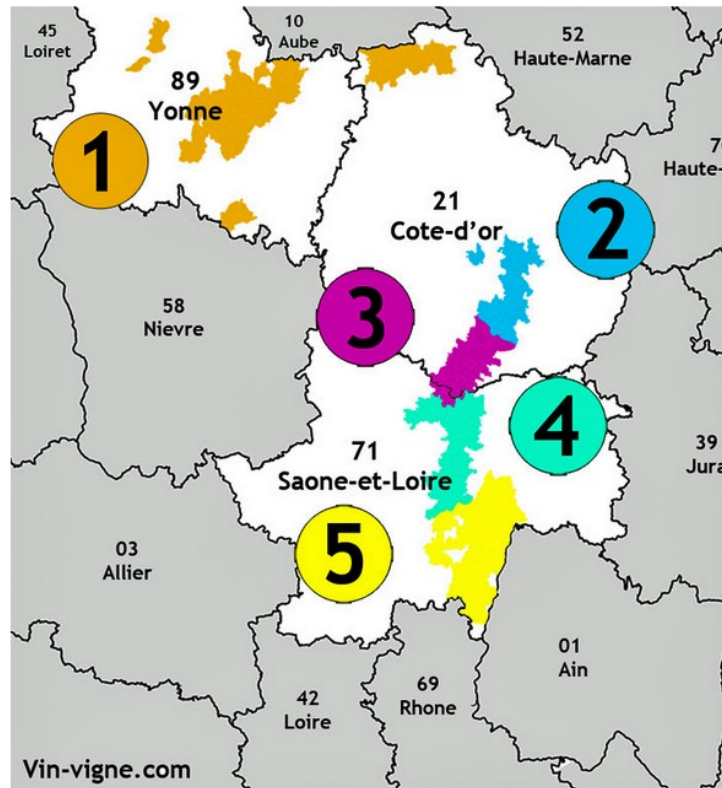 45
Loiret
10
Aube
52
Haute-Marne
89
Yonne
1
21
Cote-d'or
2
58
Nievre
3
4
39
71
Saone-et-Loire
5
03
Allier
01
Ain
42
Loire
69
Rhone
Vin-vigne.com